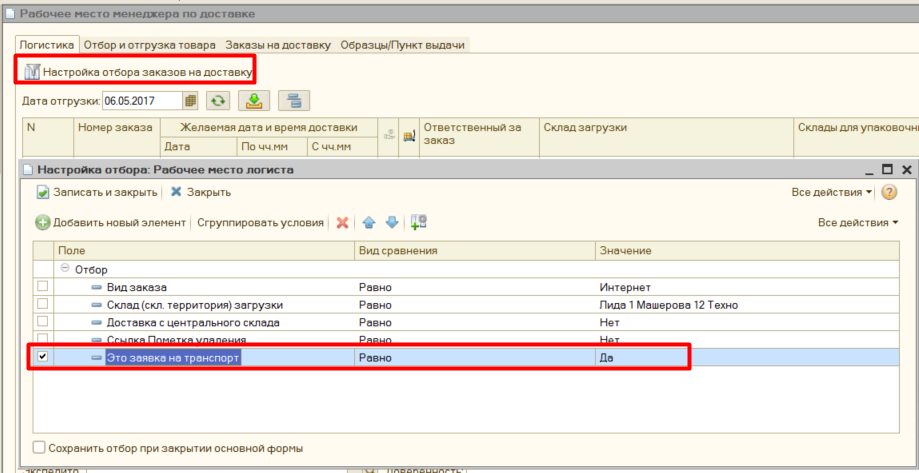 Рабочее место менеджера по доставке
Логистика Отбор и отгрузка товара Заказы на доставку Образцы/Пункт выдачи
Настройка отбора заказов на доставку
Дата отгрузки: 06.05.2017
N Номер заказа Желаемая дата и время доставки Ответственный за заказ Склад загрузки Склады для упаковочн
Дата По чч.мм С чч.мм
Настройка отбора: Рабочее место логиста
Записать и закрыть Закрыть Все действия
Добавить новый элемент Сгруппировать условия Все действия
Поле Вид сравнения Значение
Отбор
Вид заказа Равно Интернет
Склад (скл. территория) загрузки Равно Лида 1 Машерова 12 Техно
Доставка с центрального склада Равно Нет
Ссылка.Пометка удаления Равно Нет
Это заявка на транспорт Равно Да
Сохранить отбор при закрытии основной формы
Экспедито Доверенность: